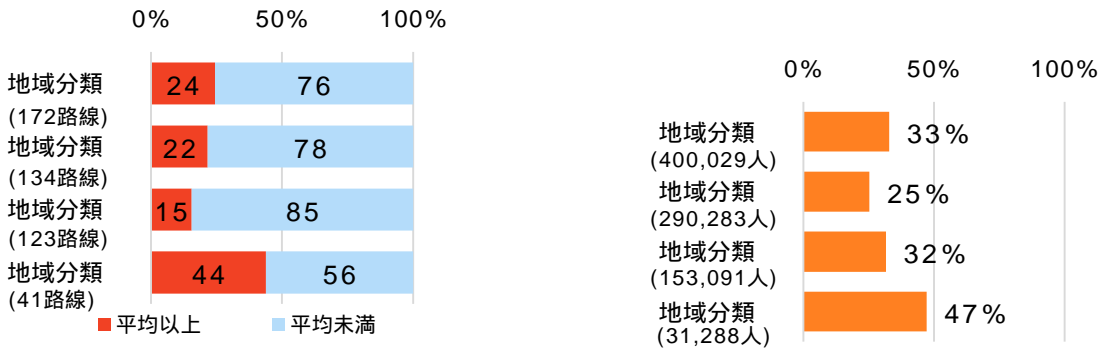 0% 50% 100%
地域分類 24 76
(172路線)
地域分類 22 78
(134路線)
地域分類 15 85
(123路線)
地域分類 44 56
(41路線)
平均以上 平均未満
0% 50% 100%
地域分類 33%
(400,029人)
地域分類 25%
(290,283人)
地域分類 32%
(153,091人)
地域分類 47%
(31,288人)